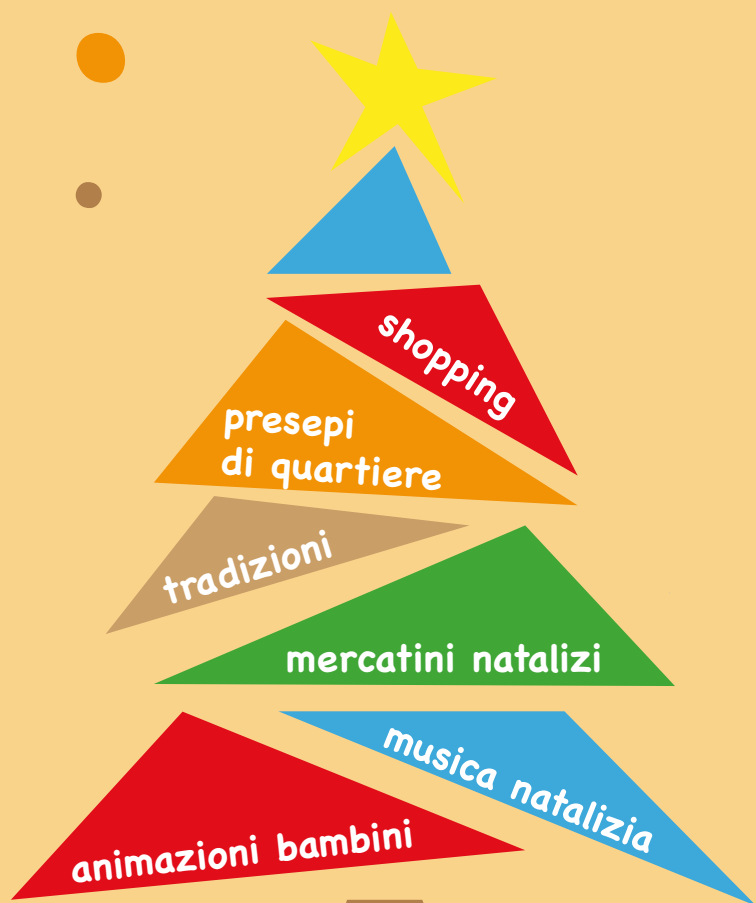 shopping
presepi
di quartiere
tradizioni
mercatini natalizi
musica natalizia
animazioni bambini